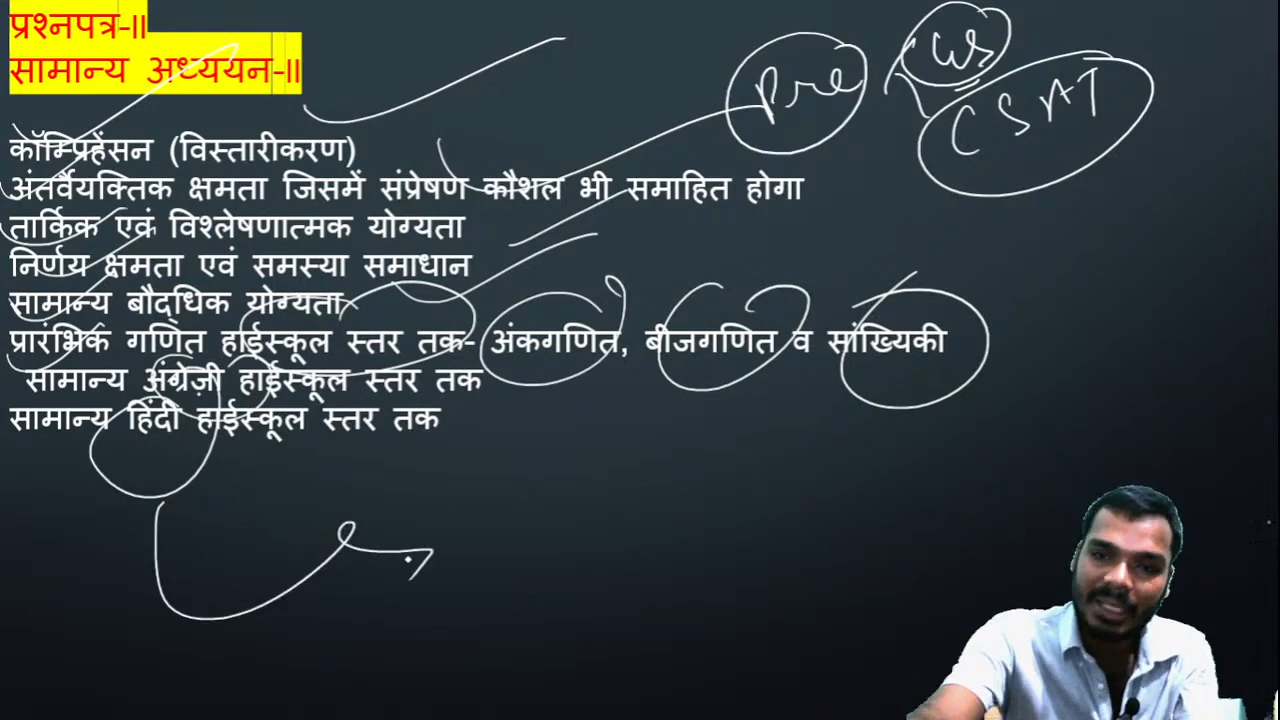 प्रश्नपत्र-II
सामान्य अध्ययन-II
Pre
GS
CSAT
कॉम्प्रिहेंसन (विस्तारीकरण)
अंतर्वैयक्तिक क्षमता जिसमें संप्रेषण कौशल भी समाहित होगा
तार्किक एवं विश्लेषणात्मक योग्यता
निर्णय क्षमता एवं समस्या समाधान
सामान्य बौद्धिक योग्यता
प्रारंभिक गणित हाईस्कूल स्तर तक- अंकगणित, बीजगणित व सांख्यिकी
सामान्य अंग्रेज़ी हाईस्कूल स्तर तक
सामान्य हिंदी हाईस्कूल स्तर तक